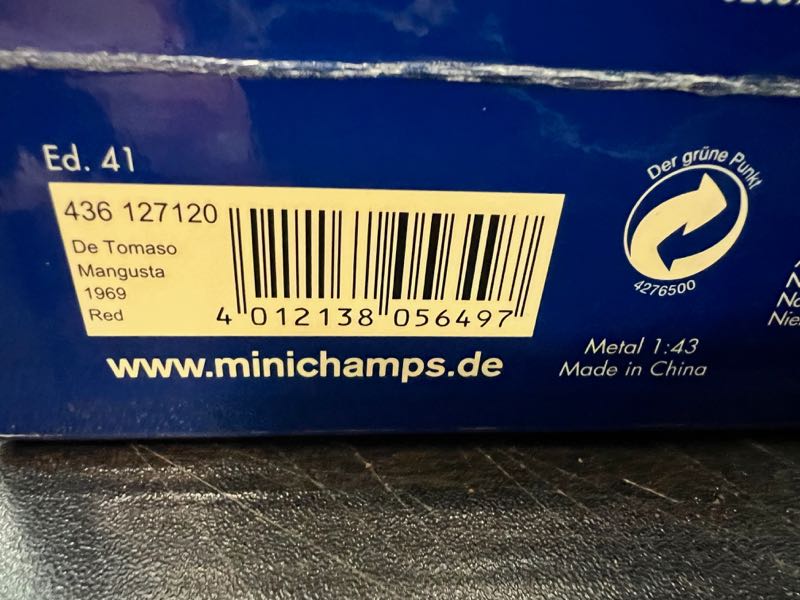 Ed. 41
436 127120
De Tomaso
Mangusta
1969
Red
4 012138 056497
www.minichamps.de
Der grüne Punkt
4276500
Metal 1:43
Made in China